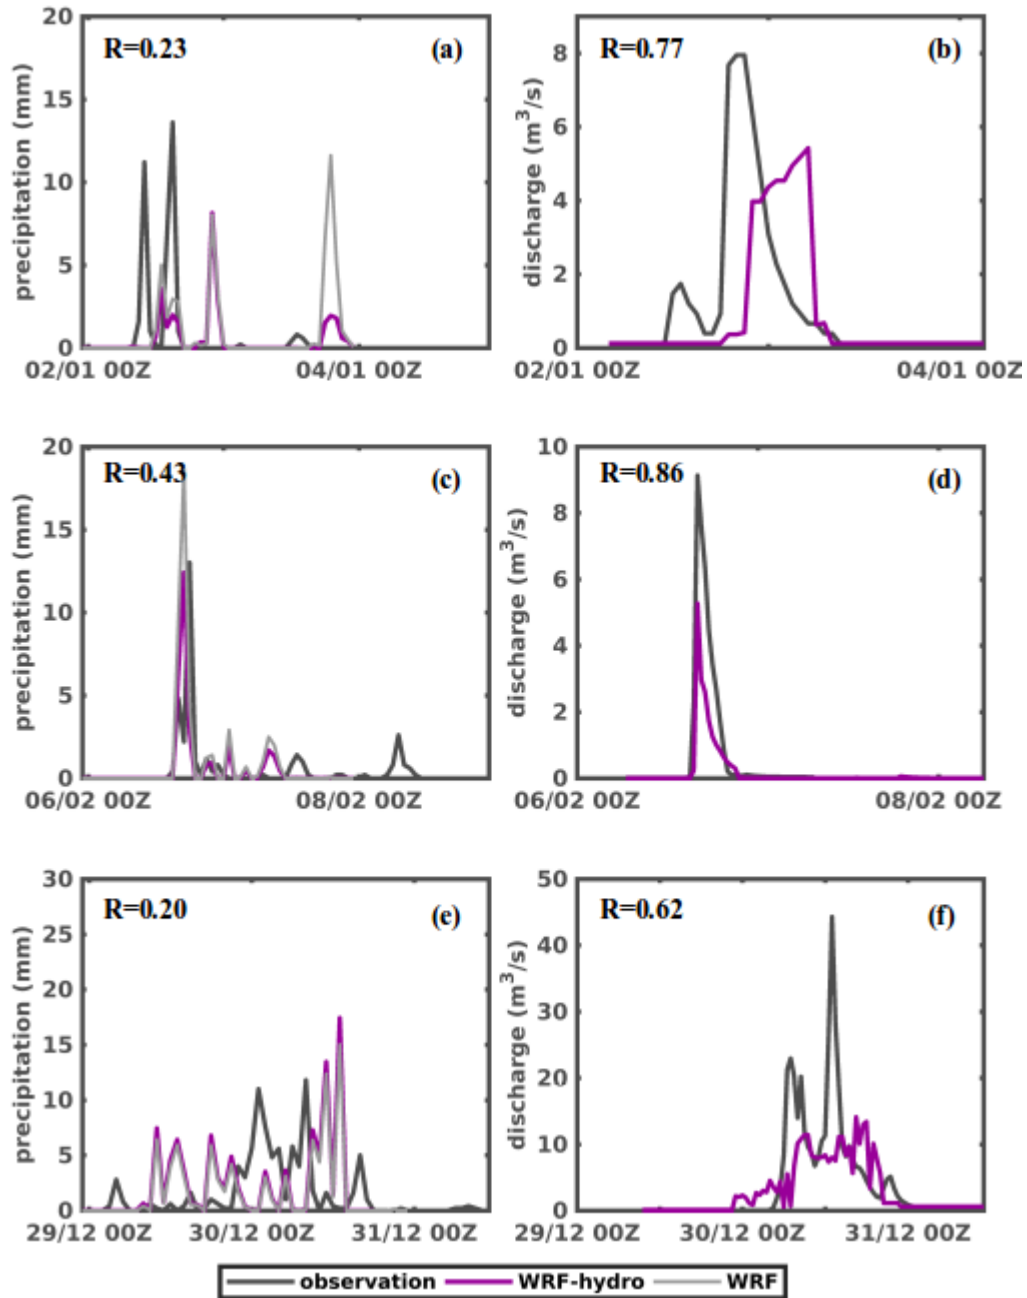 20
15
10
5
0
precipitation (mm)
R=0.23
(a)
02/01 00Z
04/01 00Z
8
6
4
2
0
discharge (m³/s)
R=0.77
(b)
02/01 00Z
04/01 00Z
20
15
10
5
0
precipitation (mm)
R=0.43
(c)
06/02 00Z
08/02 00Z
10
8
6
4
2
0
discharge (m³/s)
R=0.86
(d)
06/02 00Z
08/02 00Z
30
25
20
15
10
5
0
precipitation (mm)
R=0.20
(e)
29/12 00Z
30/12 00Z
31/12 00Z
50
40
30
20
10
0
discharge (m³/s)
R=0.62
(f)
29/12 00Z
30/12 00Z
31/12 00Z
observation WRF-hydro WRF